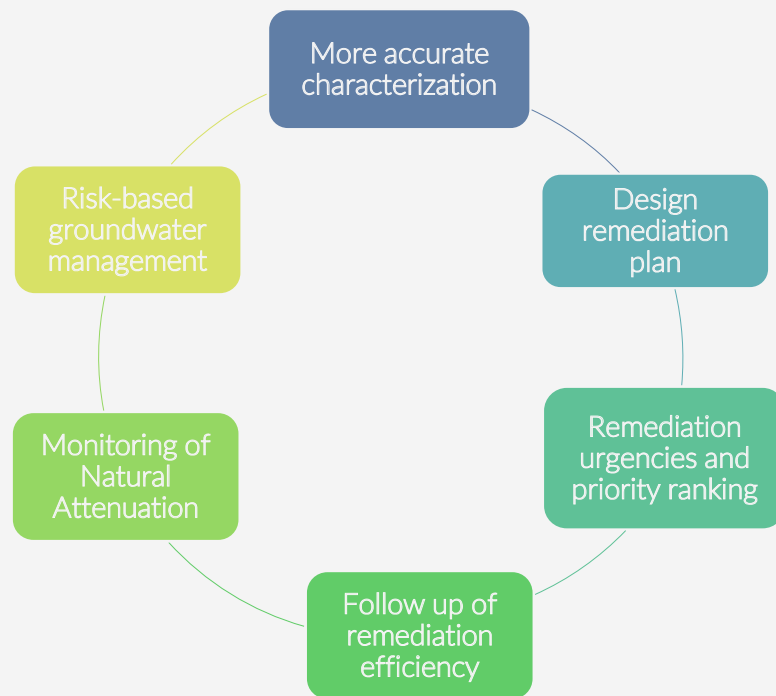 More accurate
characterization
Design
remediation
plan
Remediation
urgencies and
priority ranking
Follow up of
remediation
efficiency
Monitoring of
Natural
Attenuation
Risk-based
groundwater
management